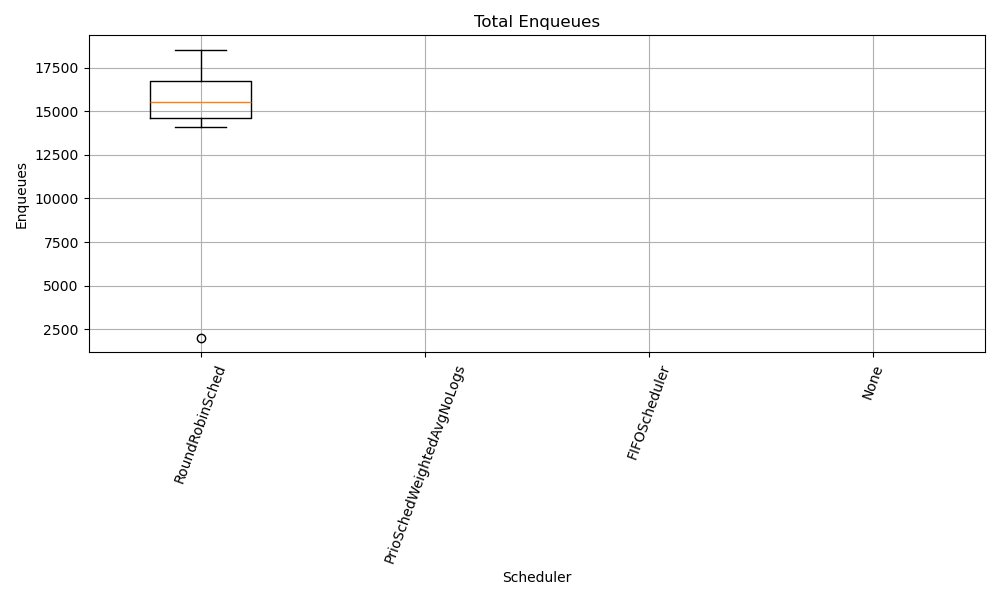 Total Enqueues
17500
15000
12500
10000
7500
5000
2500
Enqueues
RoundRobinSched
PrioSchedWeightedAvgNoLogs
FIFOScheduler
None
Scheduler